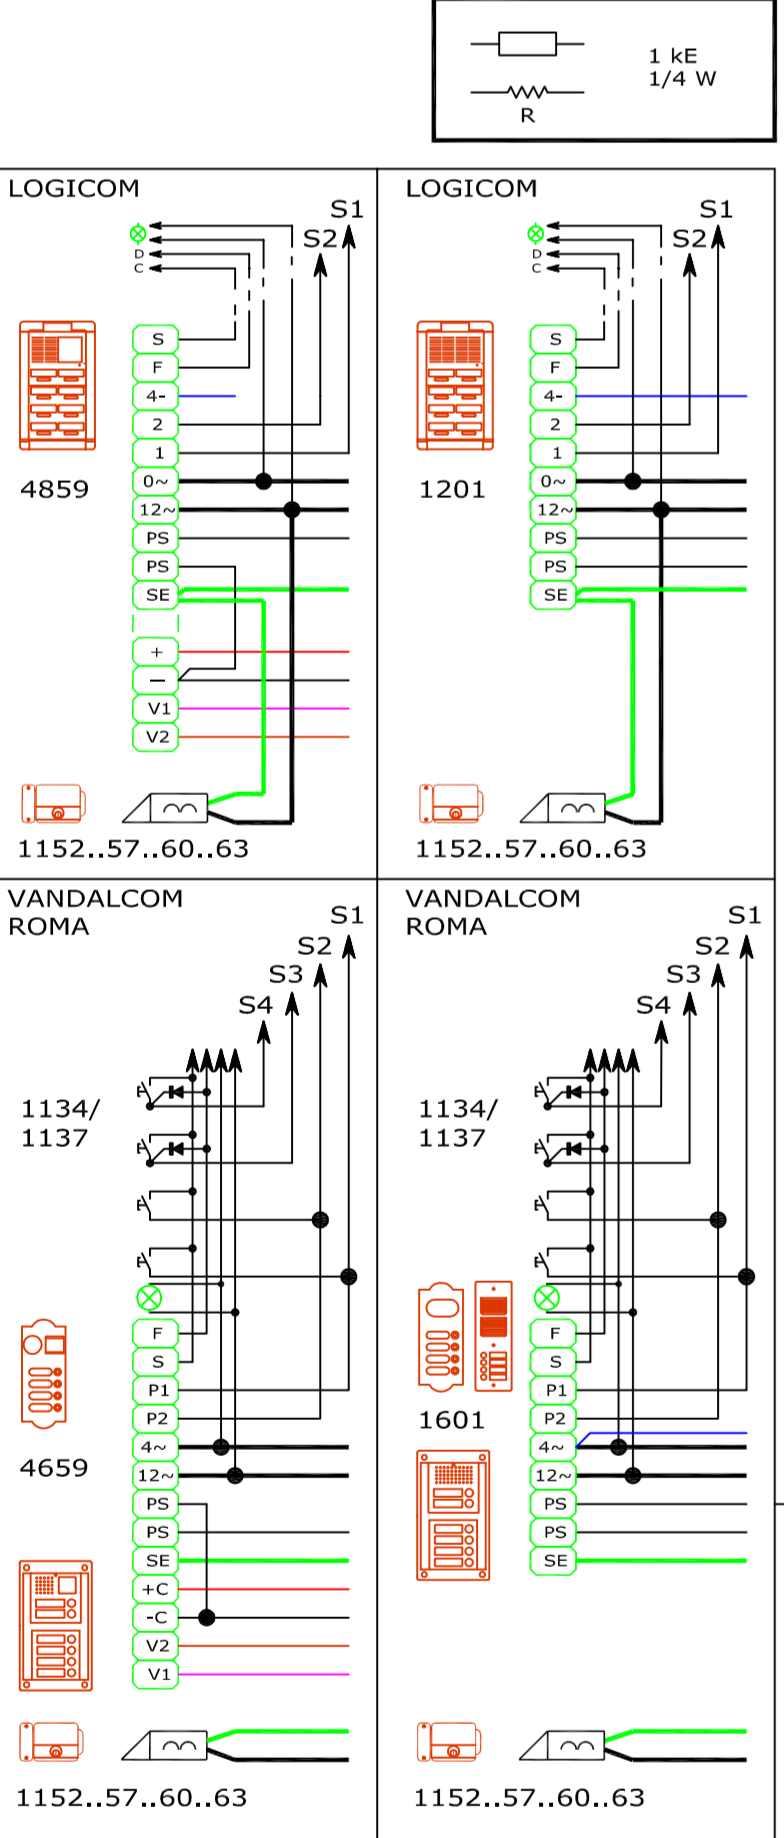 1 kE
1/4 W
R
LOGICOM
S1
S2
D
C
S
F
4-
2
1
0~
12~
PS
PS
SE
+
—
V1
V2
4859
1152..57..60..63
LOGICOM
S1
S2
D
C
S
F
4-
2
1
0~
12~
PS
PS
SE
1201
1152..57..60..63
VANDALCOM
ROMA
S1
S2
S3
S4
1134/
1137
F
S
P1
P2
4~
12~
PS
PS
SE
+C
-C
V2
V1
4659
1152..57..60..63
VANDALCOM
ROMA
S1
S2
S3
S4
1134/
1137
F
S
P1
P2
4~
12~
PS
PS
SE
1601
1152..57..60..63